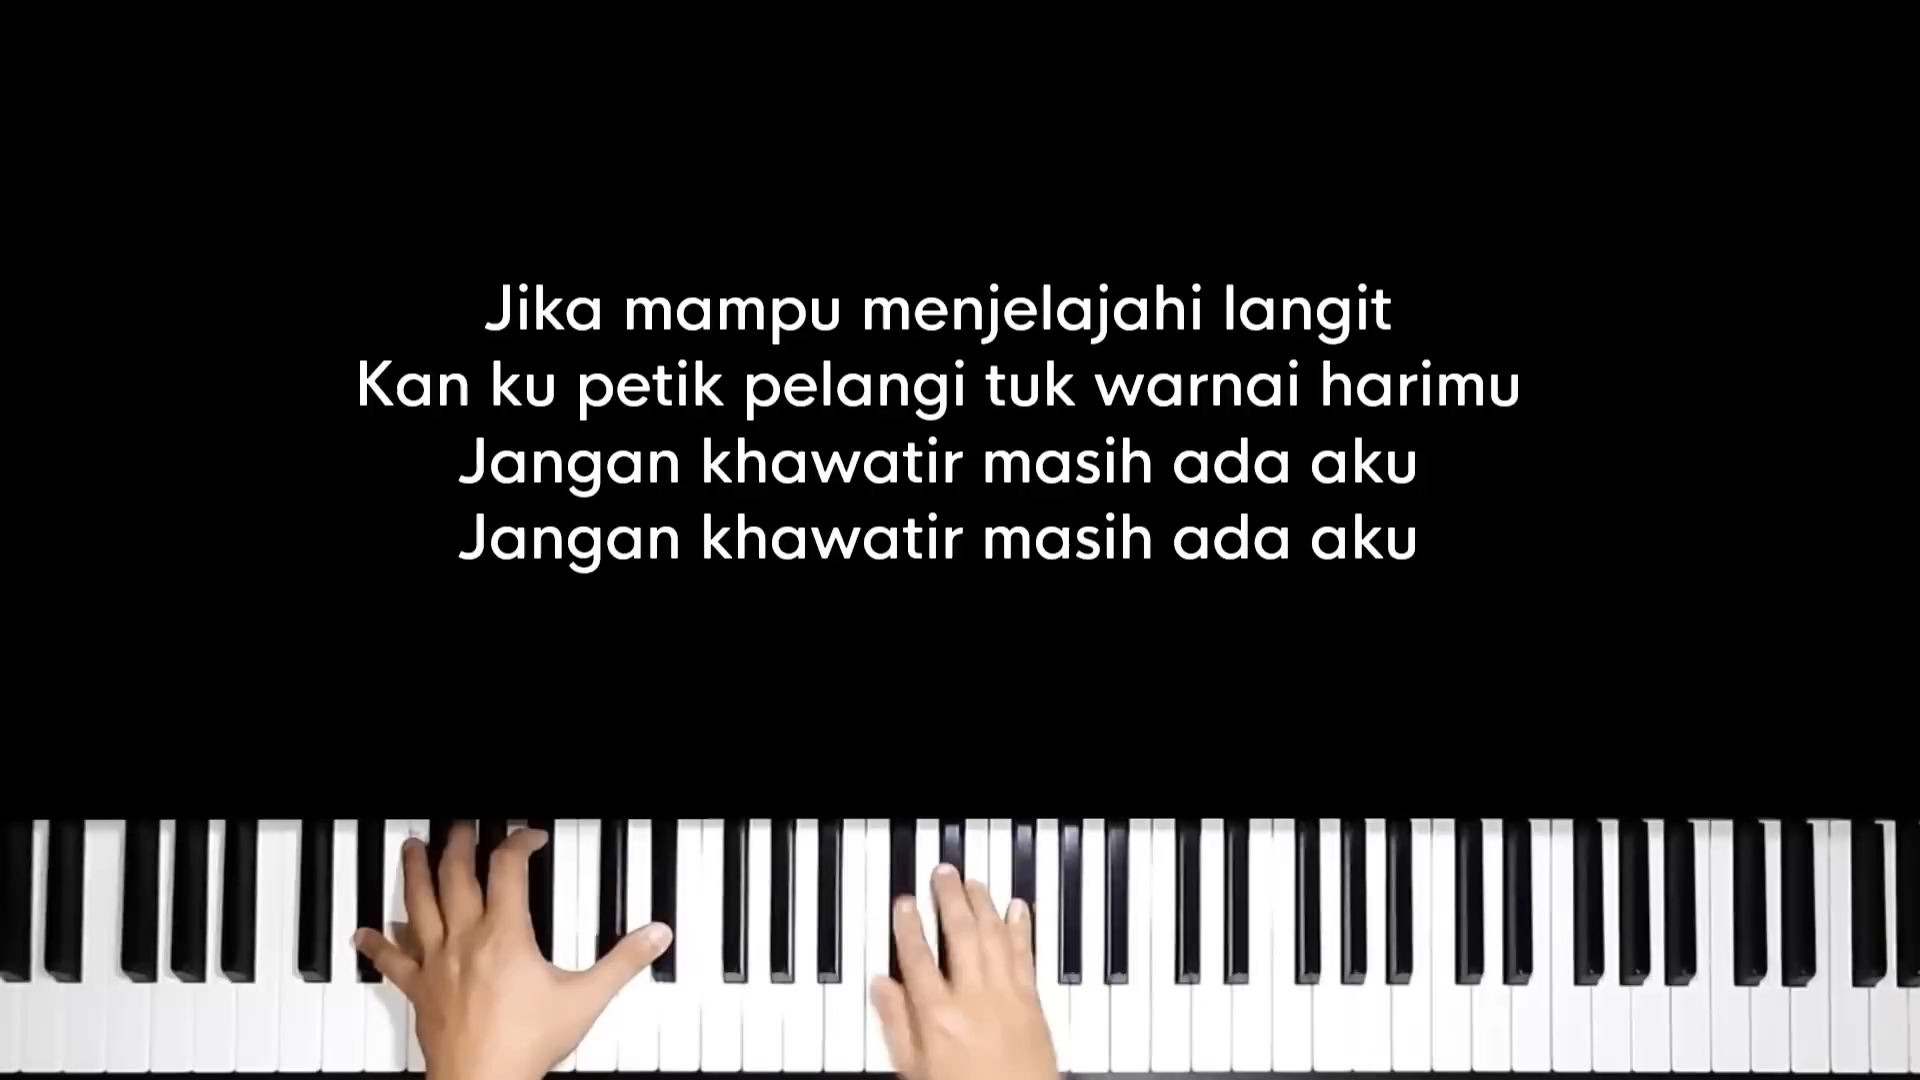 Jika mampu menjelajahi langit
Kan ku petik pelangi tuk warnai harimu
Jangan khawatir masih ada aku
Jangan khawatir masih ada aku